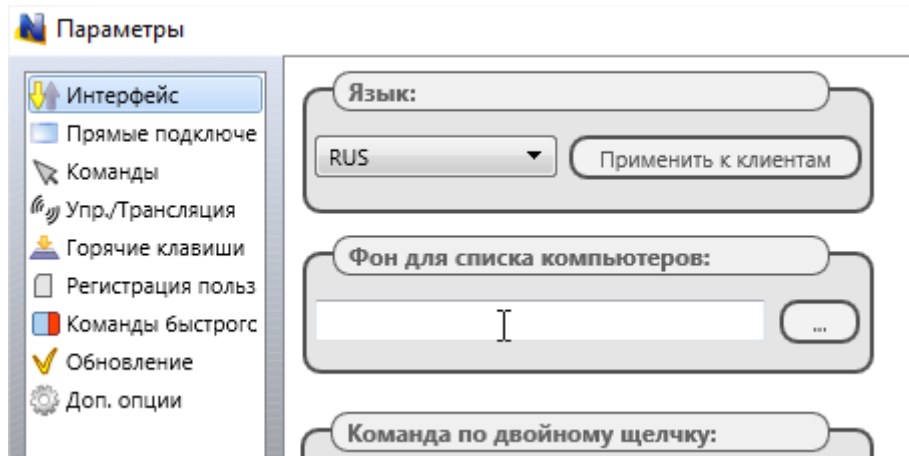 Параметры
Интерфейс
Прямые подключе
Команды
Упр./Трансляция
Горячие клавиши
Регистрация польз
Команды быстрогс
Обновление
Доп. опции
Язык:
RUS
Применить к клиентам
Фон для списка компьютеров:
...
Команда по двойному щелчку: